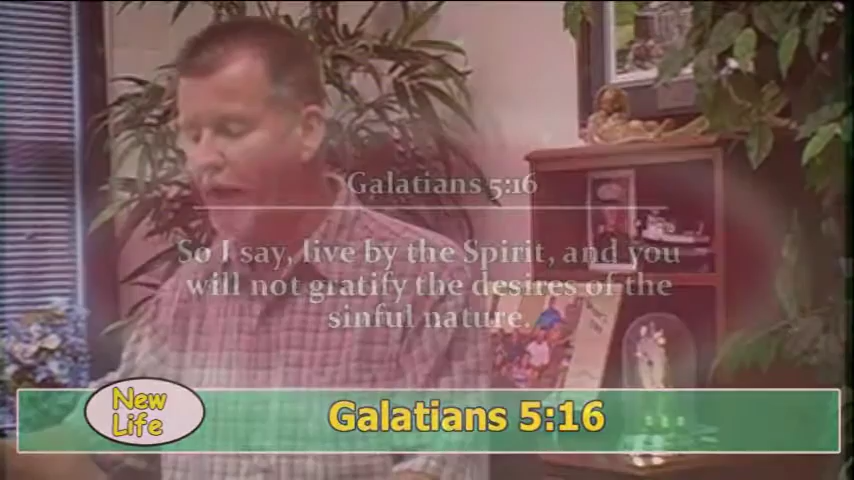 Galatians 5:16
So I say, live by the Spirit, and you
will not gratify the desires of the
sinful nature.
New
Life
Galatians 5:16